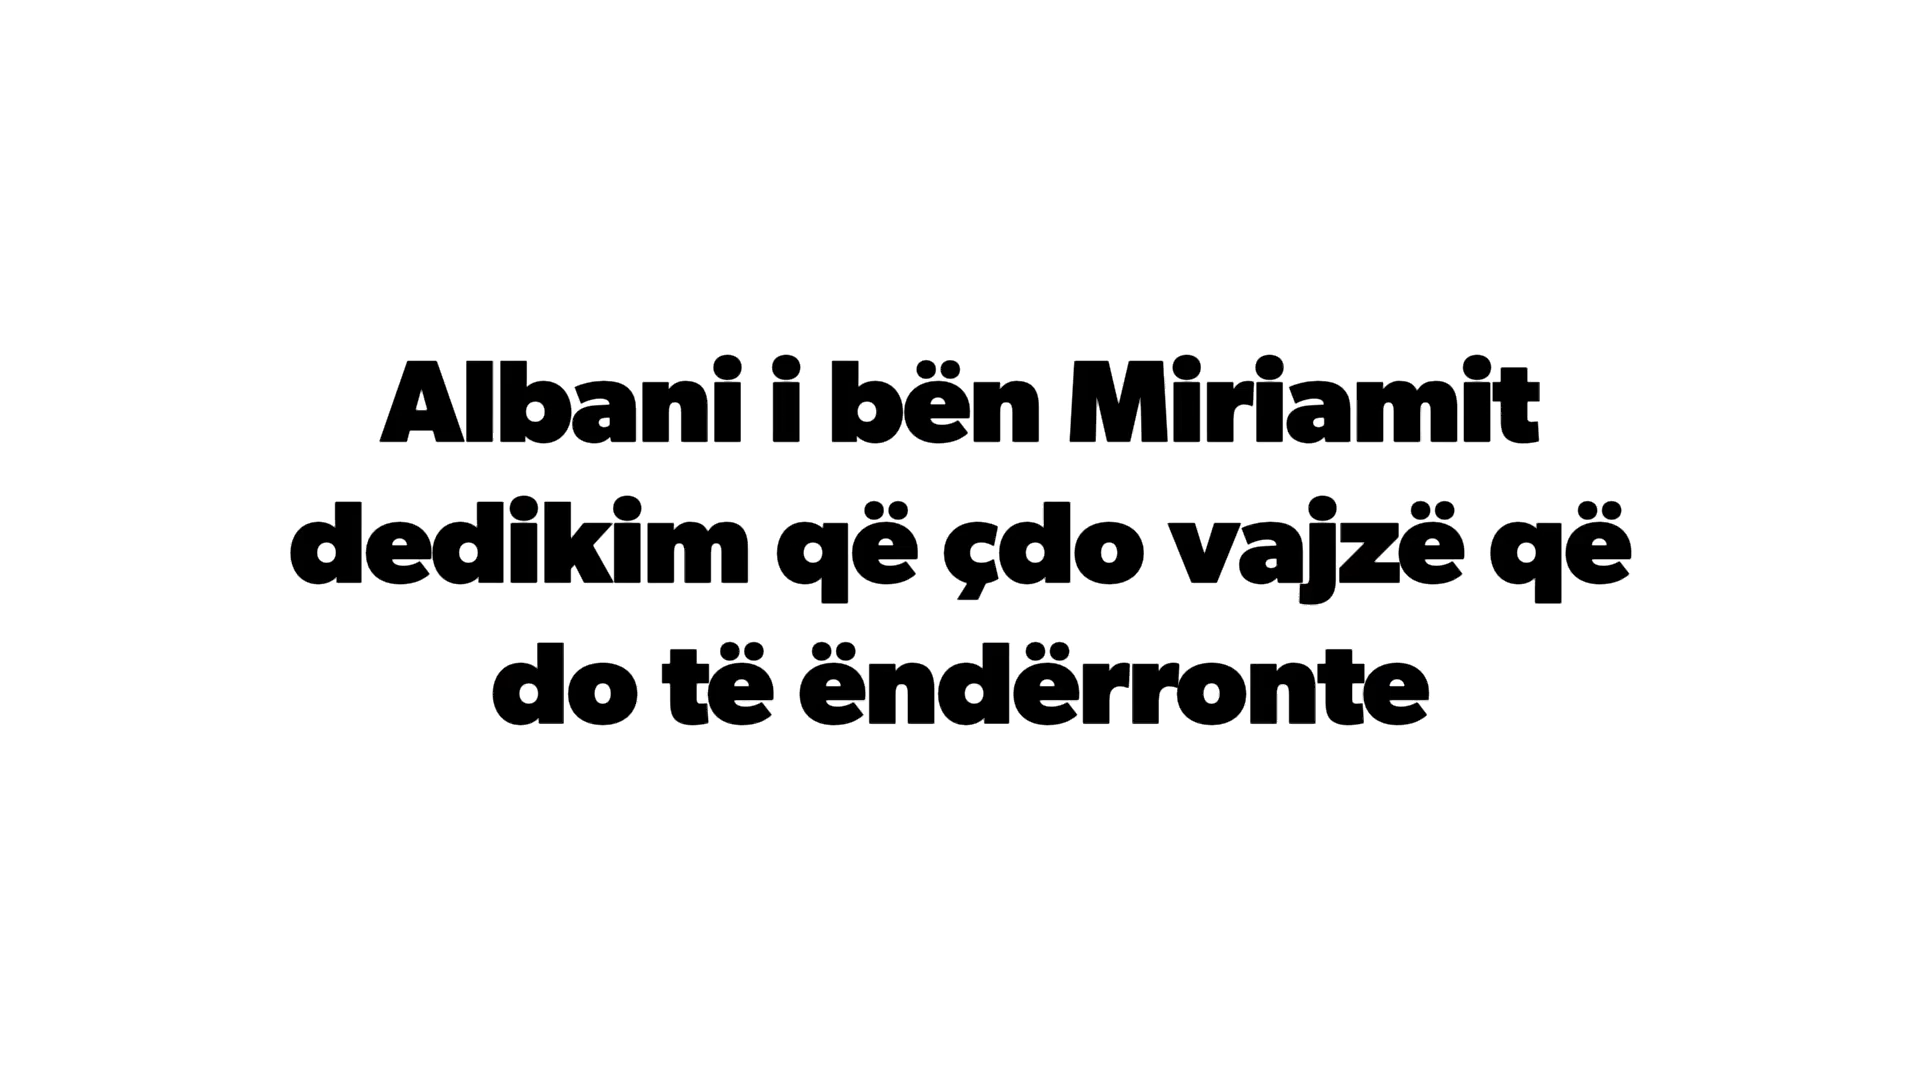 Albani i bën Miriamit
dedikim që çdo vajzë që
do të ëndërronte